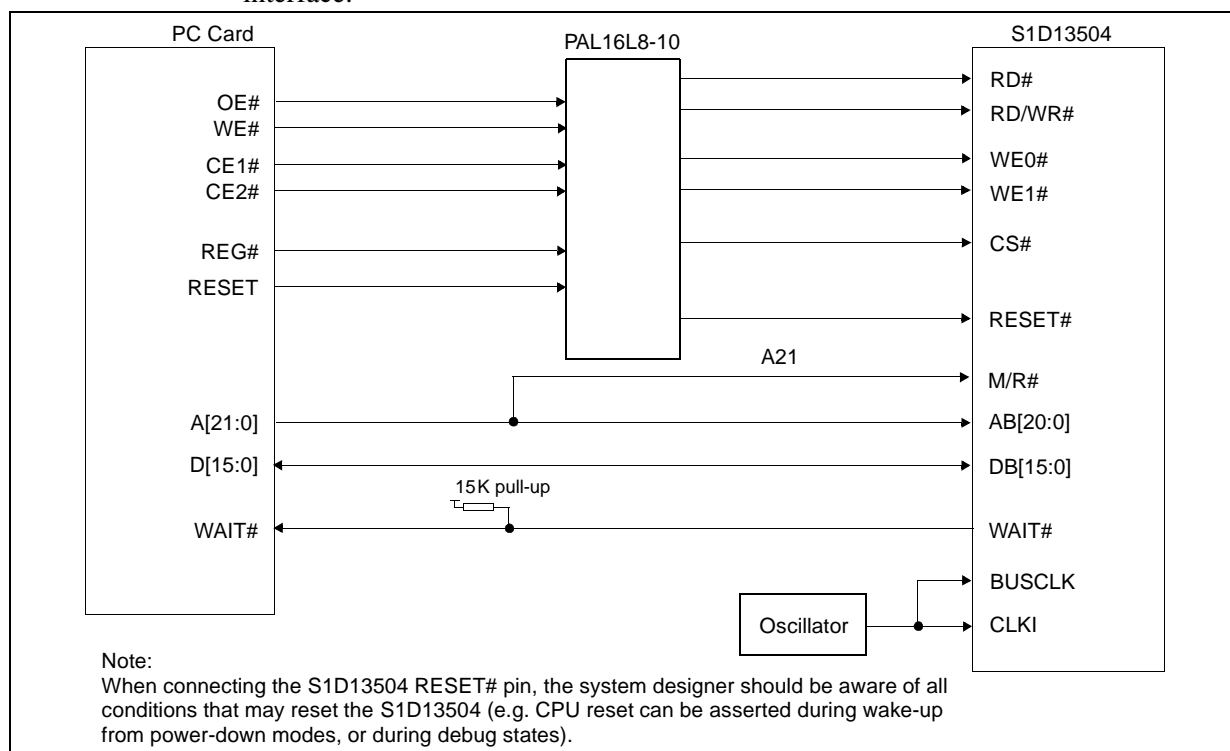 interface.
PC Card
PAL16L8-10
S1D13504
OE#
WE#
CE1#
CE2#
REG#
RESET
A[21:0]
D[15:0]
WAIT#
RD#
RD/WR#
WE0#
WE1#
CS#
RESET#
A21
M/R#
AB[20:0]
DB[15:0]
15K pull-up
WAIT#
BUSCLK
CLKI
Oscillator
Note:
When connecting the S1D13504 RESET# pin, the system designer should be aware of all
conditions that may reset the S1D13504 (e.g. CPU reset can be asserted during wake-up
from power-down modes, or during debug states).